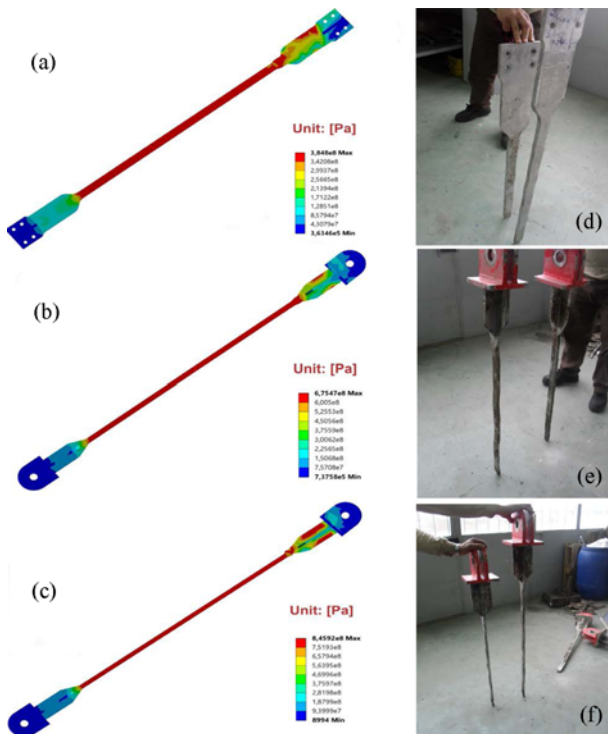 (a)
Unit: [Pa]
3,848e8 Max
3,4208e8
2,9937e8
2,5665e8
2,1394e8
1,7122e8
1,2851e8
8,5794e7
4,3079e7
3,6346e5 Min
(d)
(b)
Unit: [Pa]
6,7547e8 Max
6,005e8
5,2553e8
4,5056e8
3,7559e8
3,0062e8
2,2565e8
1,5068e8
7,5708e7
7,3758e5 Min
(e)
(c)
Unit: [Pa]
8,4592e8 Max
7,5193e8
6,5794e8
5,6395e8
4,6996e8
3,7597e8
2,8198e8
1,8799e8
9,3999e7
8994 Min
(f)